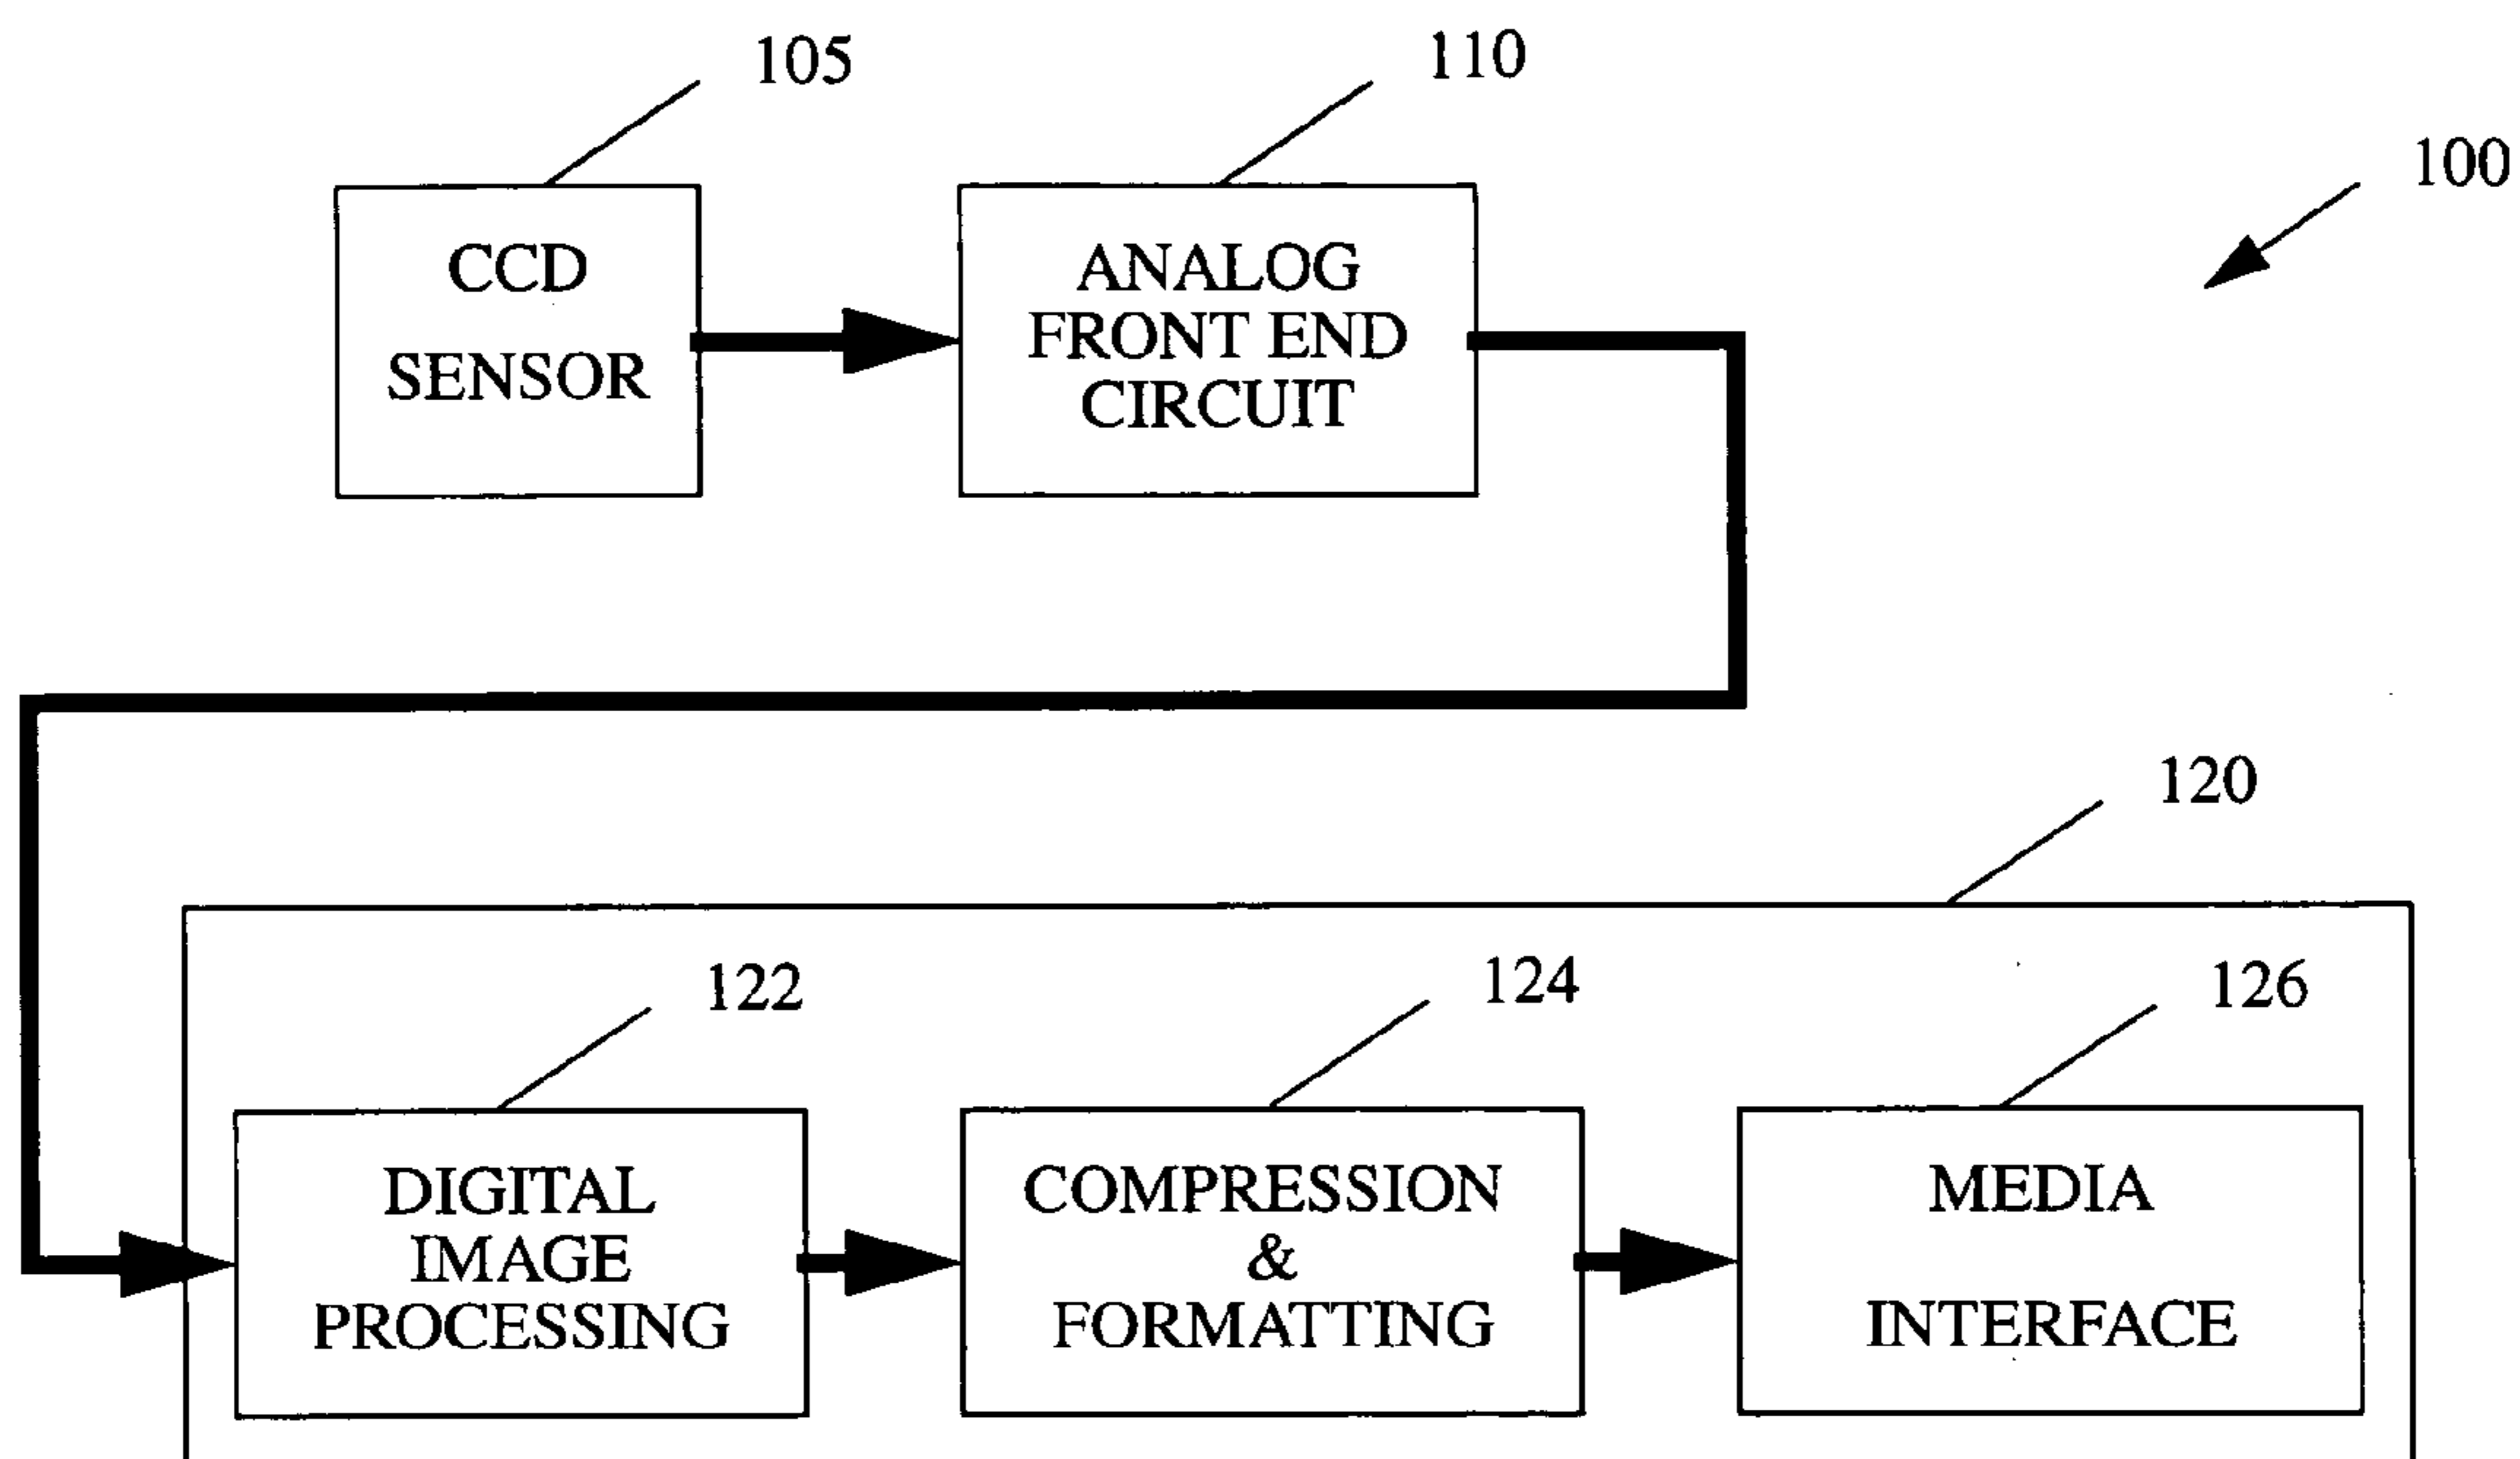 105
110
100
CCD
SENSOR
ANALOG
FRONT END
CIRCUIT
120
122
124
126
DIGITAL
IMAGE
PROCESSING
COMPRESSION
&
FORMATTING
MEDIA
INTERFACE